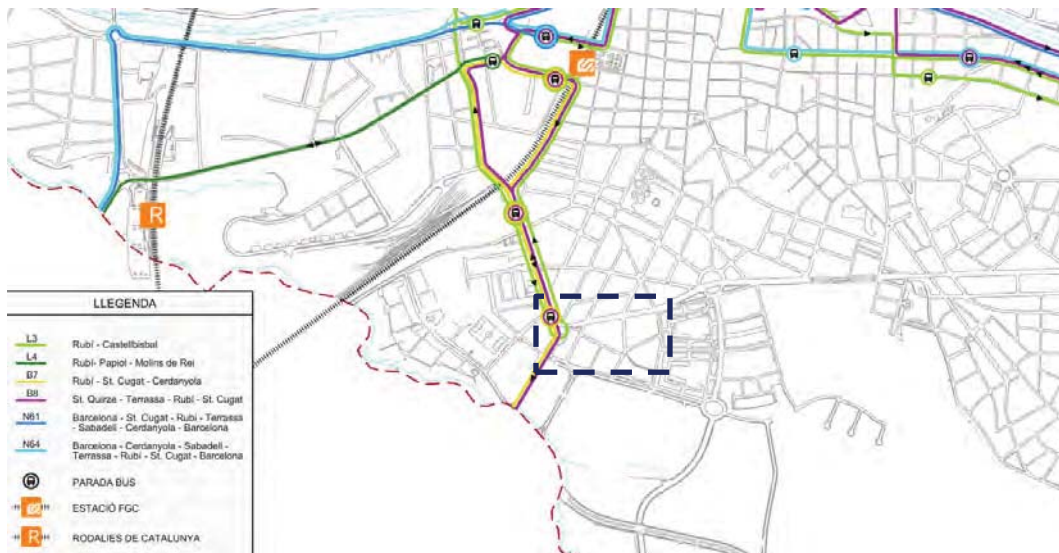 R
LLEGENDA
L3
Rubí - Castellbisbal
L4
Rubí- Papiol - Molins de Rei
B7
Rubí - St. Cugat - Cerdanyola
B8
St. Quirze - Terrassa - Rubí - St. Cugat
N61
Barcelona - St. Cugat - Rubí - Terrassa
- Sabadell - Cerdanyola - Barcelona
N64
Barcelona - Cerdanyola - Sabadell -
Terrassa - Rubí - St. Cugat - Barcelona
PARADA BUS
ESTACIÓ FGC
R
RODALIES DE CATALUNYA